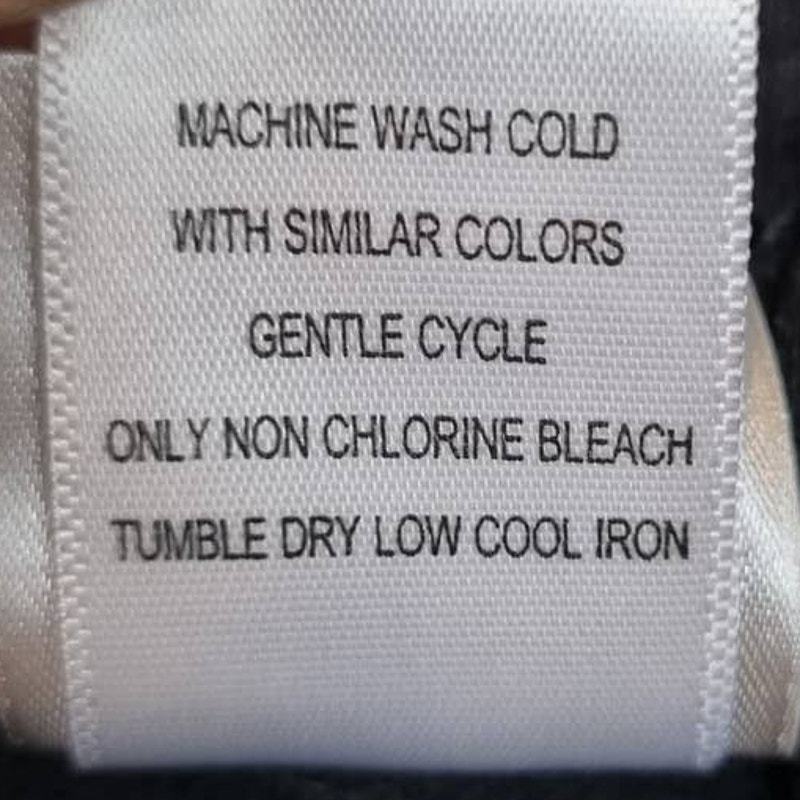 MACHINE WASH COLD
WITH SIMILAR COLORS
GENTLE CYCLE
ONLY NON CHLORINE BLEACH
TUMBLE DRY LOW COOL IRON